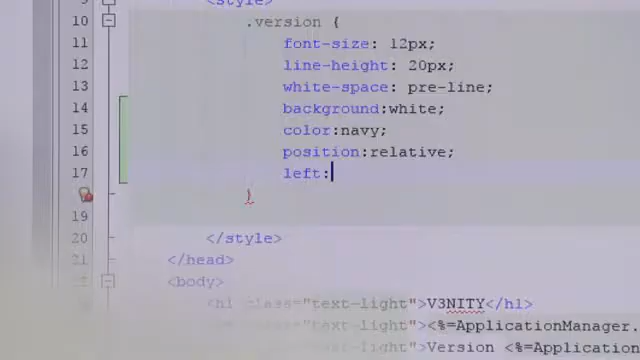 <style>
10 .version {
11 font-size: 12px;
12 line-height: 20px;
13 white-space: pre-line;
14 background:white;
15 color:navy;
16 position:relative;
17 left:
}
19
20 </style>
21 </head>
22 <body>
<h1 class="text-light">V3NITY</h1>
class="text-light"><%=ApplicationManager.
class="text-light">Version <%=Application